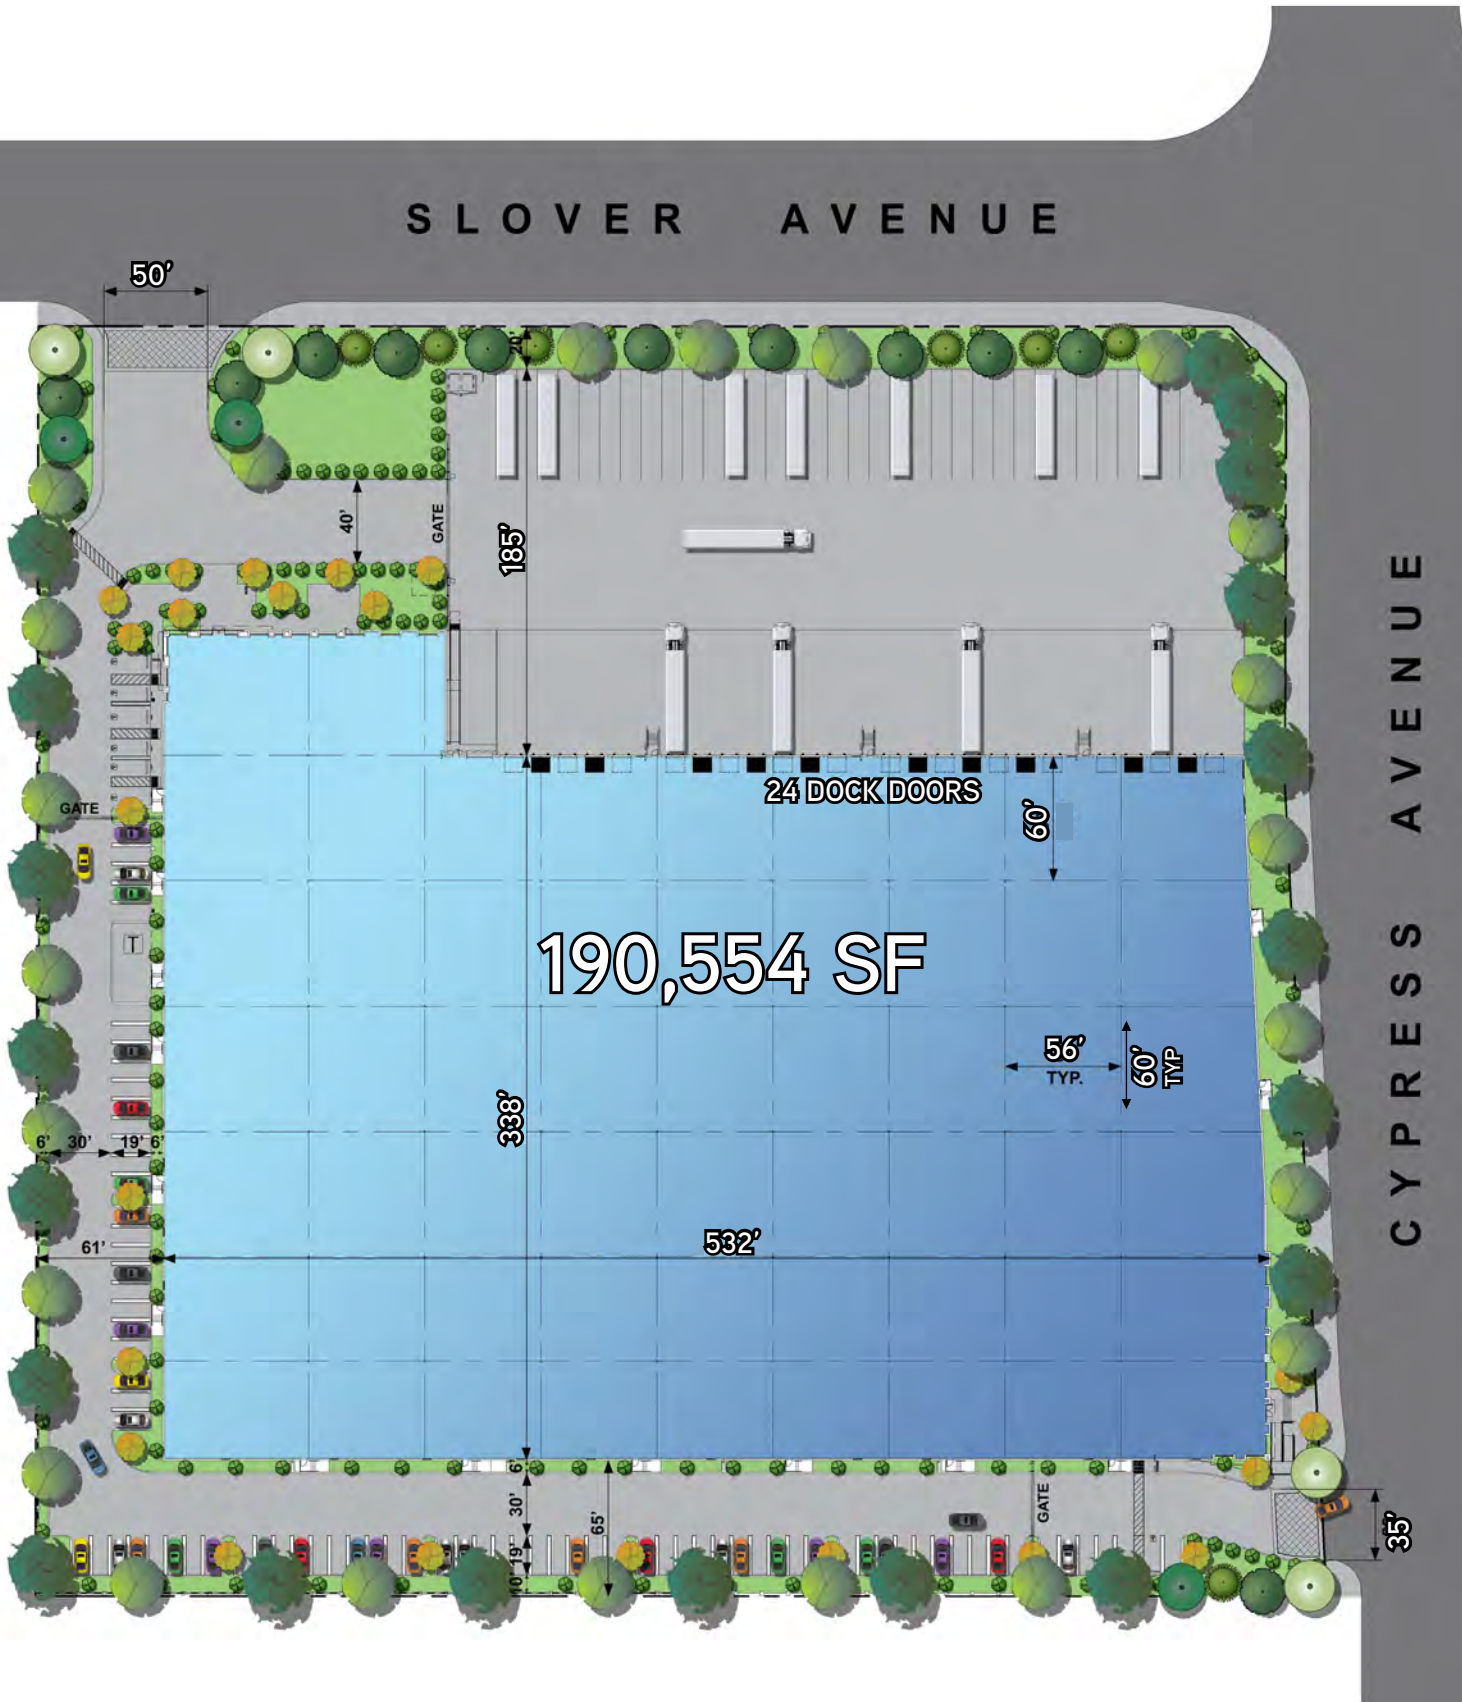 SLOVER AVENUE
50'
20'
40'
GATE
185'
CYPRESS AVENUE
24 DOCK DOORS
60'
GATE
T
190,554 SF
56'
TYP.
60'
TYP
338'
6' 30' 19' 6'
61'
532'
6'
30'
65'
GATE
35'
19'
10'